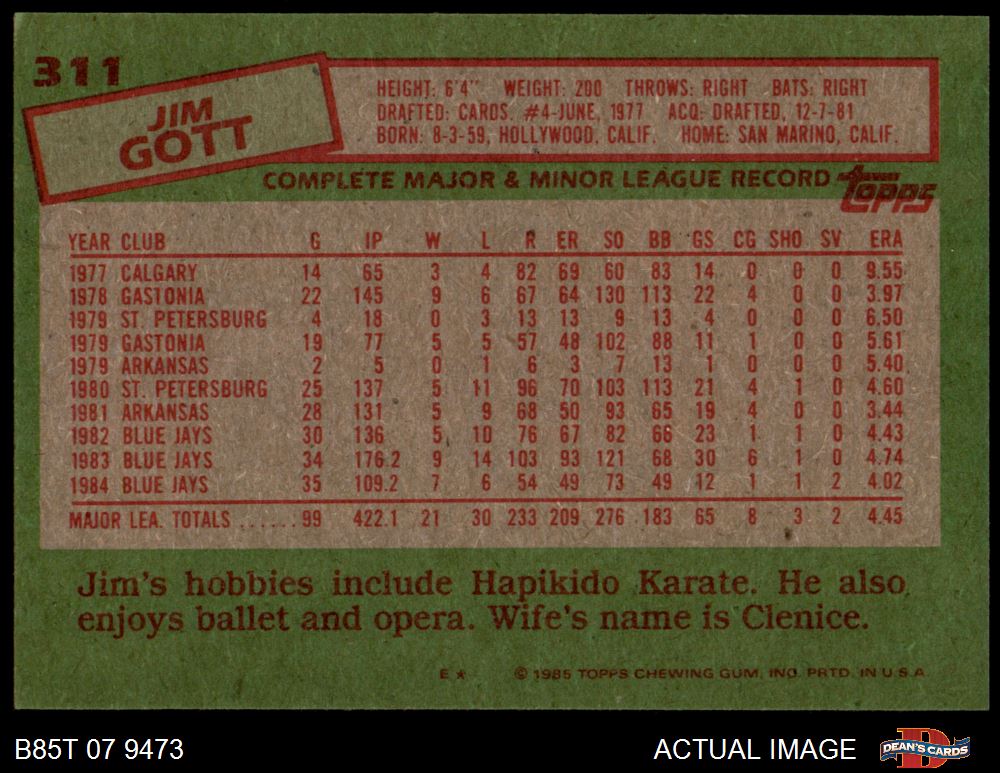 311
JIM
GOTT
HEIGHT: 6'4" WEIGHT: 200 THROWS: RIGHT BATS: RIGHT
DRAFTED: CARDS. #4-JUNE, 1977 ACQ: DRAFTED, 12-7-81
BORN: 8-3-59, HOLLYWOOD, CALIF. HOME: SAN MARINO, CALIF.
COMPLETE MAJOR & MINOR LEAGUE RECORD topps
YEAR CLUB G IP W L R ER SO BB GS CG SHO SV ERA
1977 CALGARY 14 65 3 4 82 69 60 83 14 0 0 0 9.55
1978 GASTONIA 22 145 9 6 67 64 130 113 22 4 0 0 3.97
1979 ST. PETERSBURG 4 18 0 3 13 13 9 13 4 0 0 0 6.50
1979 GASTONIA 19 77 5 5 57 48 102 88 11 1 0 0 5.61
1979 ARKANSAS 2 5 0 1 6 3 7 13 1 0 0 0 5.40
1980 ST. PETERSBURG 25 137 5 11 96 70 103 113 21 4 1 0 4.60
1981 ARKANSAS 28 131 5 9 68 50 93 65 19 4 0 0 3.44
1982 BLUE JAYS 30 136 5 10 76 67 82 66 23 1 1 0 4.43
1983 BLUE JAYS 34 176.2 9 14 103 93 121 68 30 6 1 0 4.74
1984 BLUE JAYS 35 109.2 7 6 54 49 73 49 12 1 1 2 4.02
MAJOR LEA. TOTALS ...... 99 422.1 21 30 233 209 276 183 65 8 3 2 4.45
Jim's hobbies include Hapikido Karate. He also
enjoys ballet and opera. Wife's name is Clenice.
E* © 1985 TOPPS CHEWING GUM, INC. PRTD. IN U.S.A.
B85T 07 9473 ACTUAL IMAGE D DEAN'S CARDS